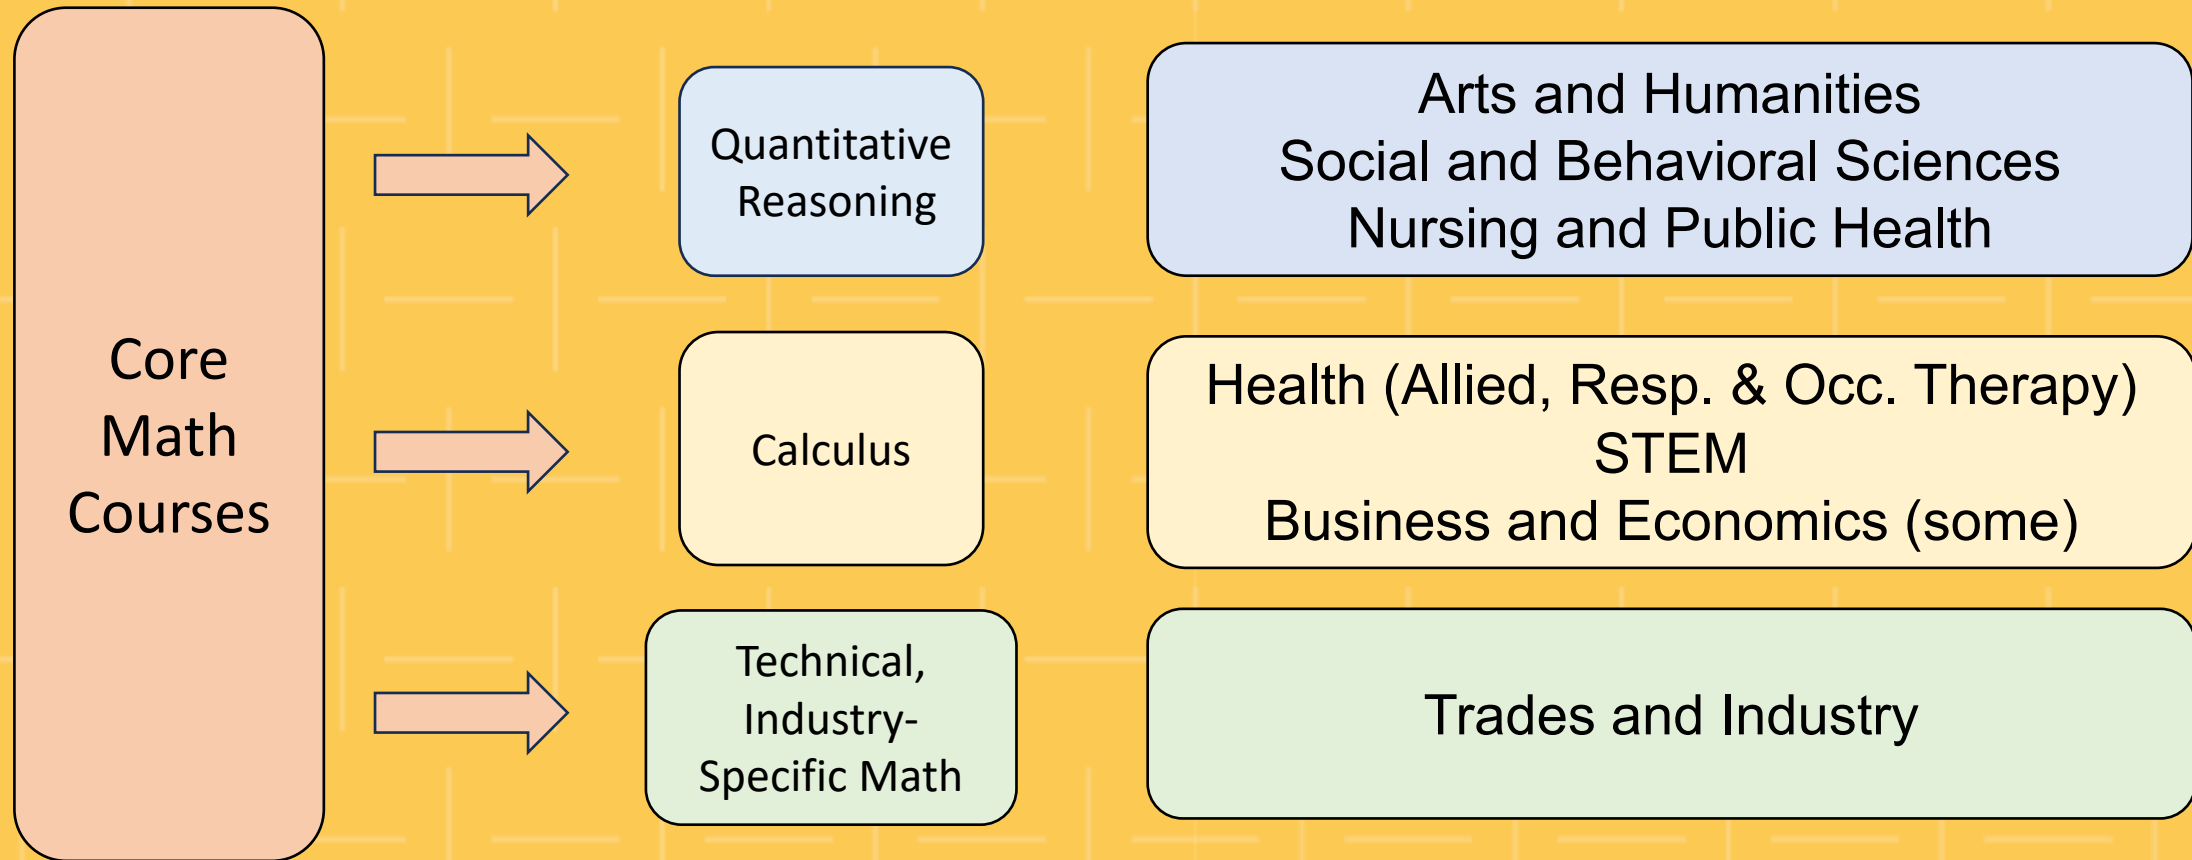 Core
Math
Courses
Quantitative
Reasoning
Arts and Humanities
Social and Behavioral Sciences
Nursing and Public Health
Calculus
Health (Allied, Resp. & Occ. Therapy)
STEM
Business and Economics (some)
Technical,
Industry-
Specific Math
Trades and Industry